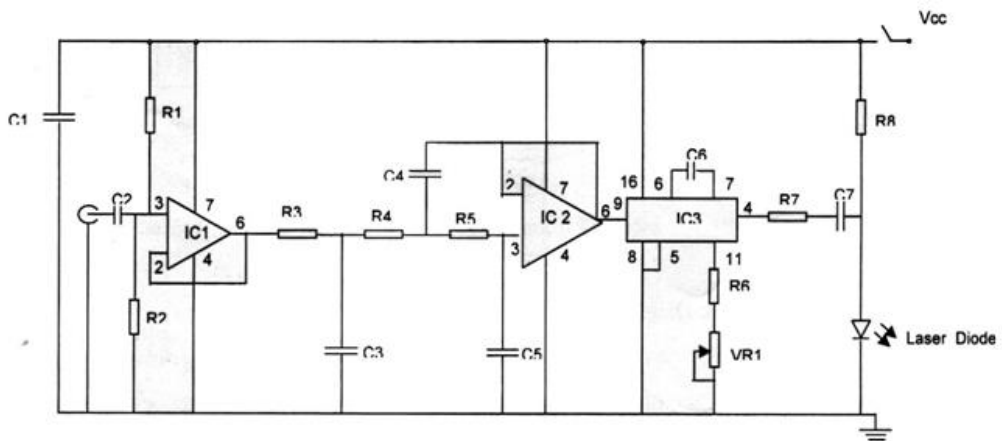 Vcc
C1
R1
R8
C2
3
7
IC1
6
2
4
R2
R3
C3
C4
R4
R5
C5
2
7
IC 2
6
3
4
16
9
6
C6
7
IC3
4
8
5
11
R6
VR1
R7
C7
Laser Diode